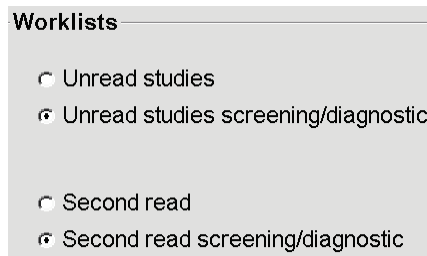 Worklists
Unread studies
Unread studies screening/diagnostic
Second read
Second read screening/diagnostic